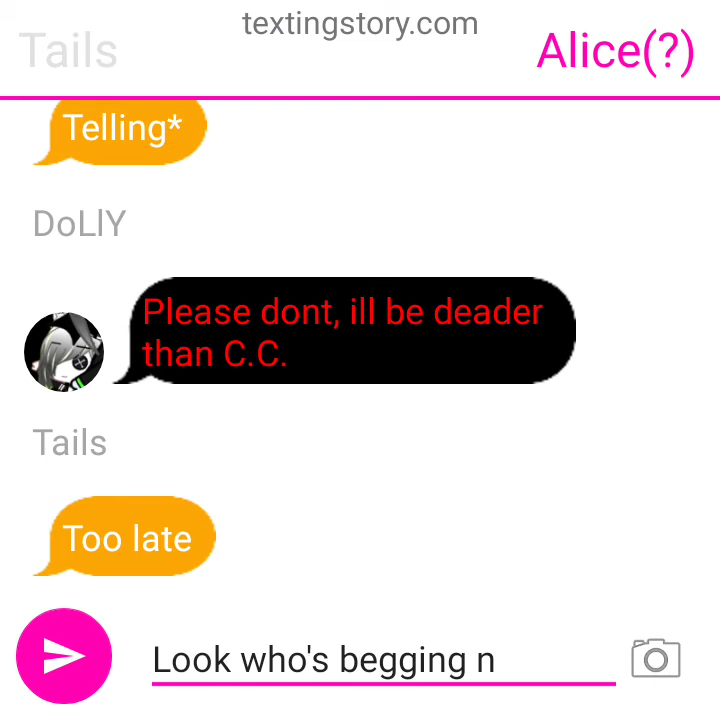 textingstory.com
Tails
Alice(?)
Telling*
DoLlY
Please dont, ill be deader
than C.C.
Tails
Too late
Look who's begging n